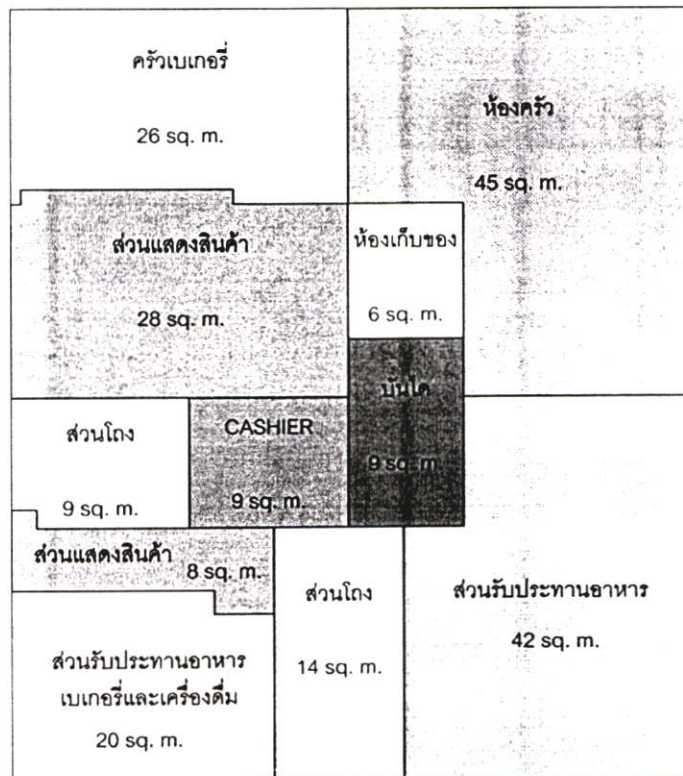 ครัวเบเกอรี่
26 sq. m.
ห้องครัว
45 sq. m.
ส่วนแสดงสินค้า
28 sq. m.
ห้องเก็บของ
6 sq. m.
บันได
9 sq. m.
ส่วนโถง
9 sq. m.
CASHIER
9 sq. m.
ส่วนแสดงสินค้า
8 sq. m.
ส่วนโถง
14 sq. m.
ส่วนรับประทานอาหาร
42 sq. m.
ส่วนรับประทานอาหาร
เบเกอรี่และเครื่องดื่ม
20 sq. m.